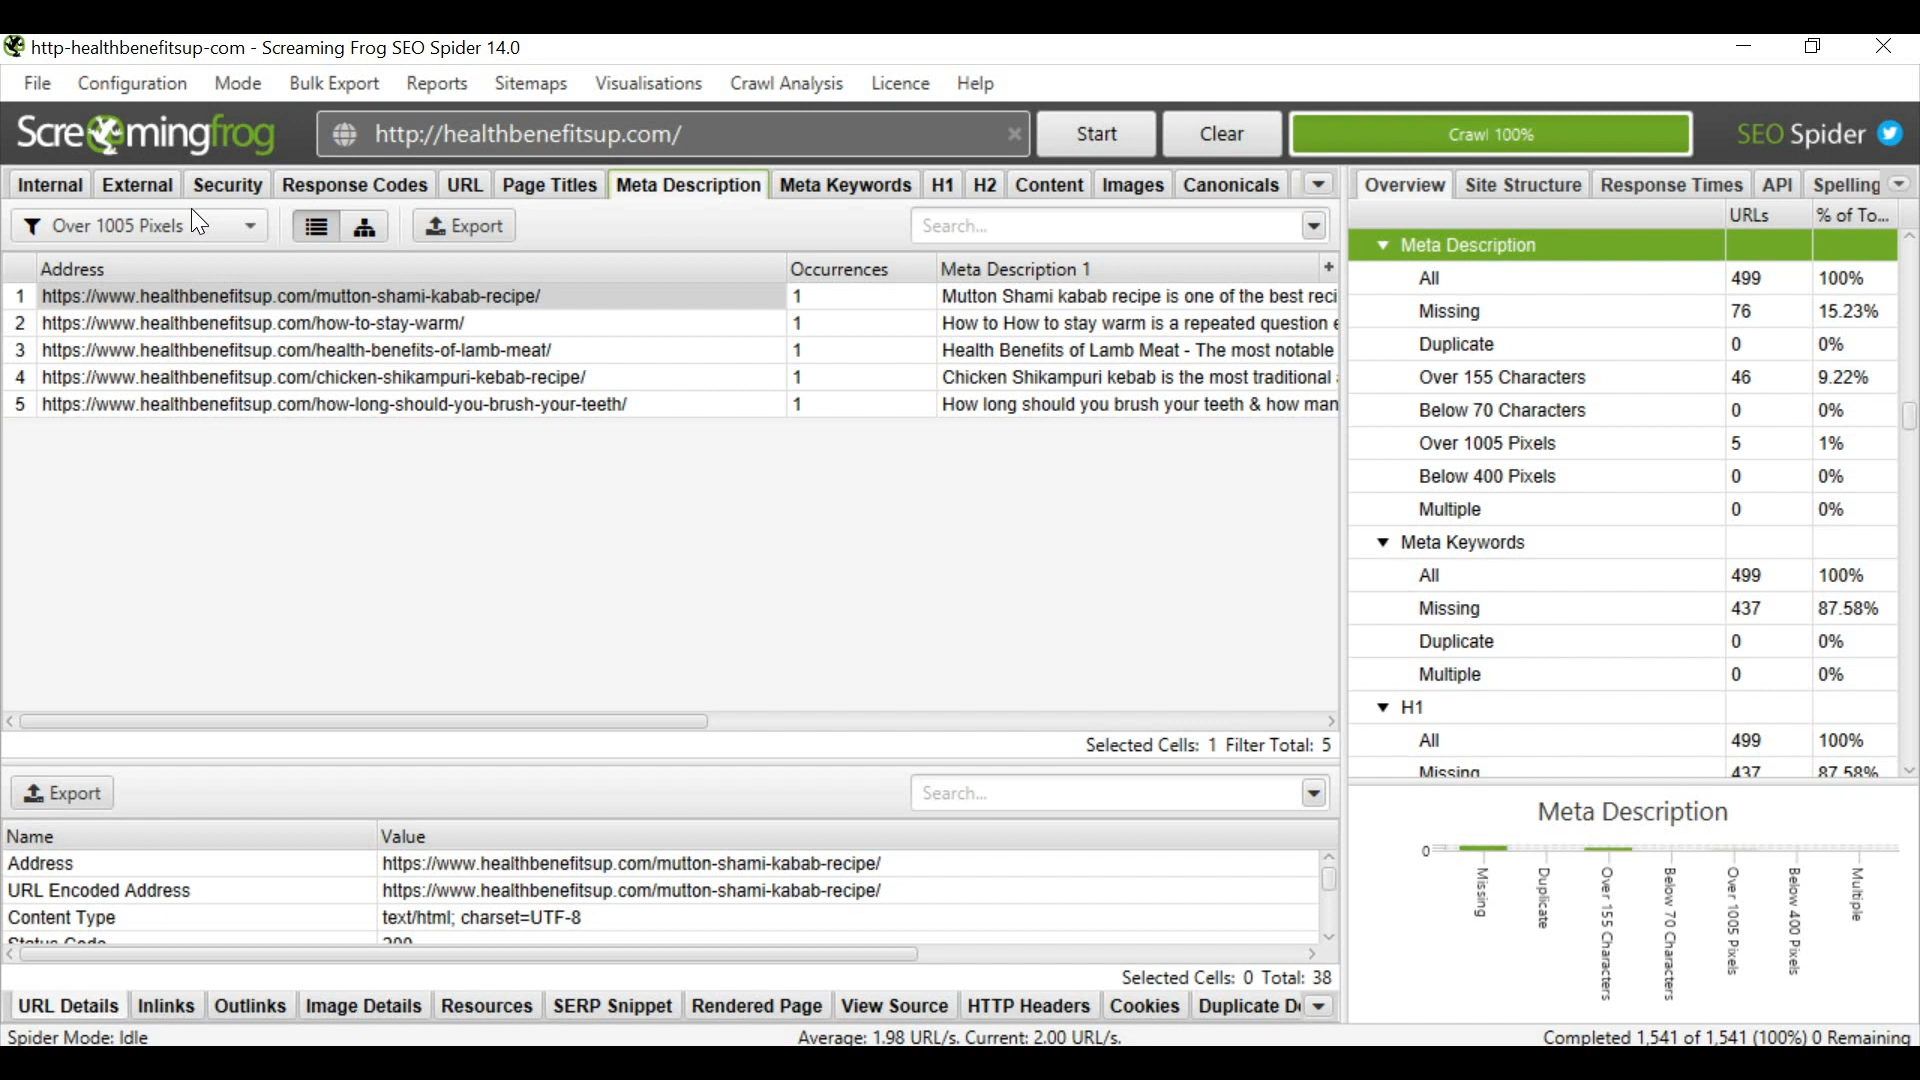 http-healthbenefitsup-com - Screaming Frog SEO Spider 14.0
File Configuration Mode Bulk Export Reports Sitemaps Visualisations Crawl Analysis Licence Help
Screamingfrog http://healthbenefitsup.com/ Start Clear Crawl 100% SEO Spider
Internal External Security Response Codes URL Page Titles Meta Description Meta Keywords H1 H2 Content Images Canonicals
Over 1005 Pixels Export Search...
Address Occurrences Meta Description 1 +
1 https://www.healthbenefitsup.com/mutton-shami-kabab-recipe/ 1 Mutton Shami kabab recipe is one of the best reci
2 https://www.healthbenefitsup.com/how-to-stay-warm/ 1 How to How to stay warm is a repeated question e
3 https://www.healthbenefitsup.com/health-benefits-of-lamb-meat/ 1 Health Benefits of Lamb Meat - The most notable
4 https://www.healthbenefitsup.com/chicken-shikampuri-kebab-recipe/ 1 Chicken Shikampuri kebab is the most traditional
5 https://www.healthbenefitsup.com/how-long-should-you-brush-your-teeth/ 1 How long should you brush your teeth & how man
Selected Cells: 1 Filter Total: 5
Export Search...
Name Value
Address https://www.healthbenefitsup.com/mutton-shami-kabab-recipe/
URL Encoded Address https://www.healthbenefitsup.com/mutton-shami-kabab-recipe/
Content Type text/html; charset=UTF-8
Status Code 200
Selected Cells: 0 Total: 38
URL Details Inlinks Outlinks Image Details Resources SERP Snippet Rendered Page View Source HTTP Headers Cookies Duplicate De
Overview Site Structure Response Times API Spelling
URLs % of To...
Meta Description
All 499 100%
Missing 76 15.23%
Duplicate 0 0%
Over 155 Characters 46 9.22%
Below 70 Characters 0 0%
Over 1005 Pixels 5 1%
Below 400 Pixels 0 0%
Multiple 0 0%
Meta Keywords
All 499 100%
Missing 437 87.58%
Duplicate 0 0%
Multiple 0 0%
H1
All 499 100%
Missing 437 87.58%
Meta Description
0
Missing
Duplicate
Over 155 Characters
Below 70 Characters
Over 1005 Pixels
Below 400 Pixels
Multiple
Spider Mode: Idle Average: 1.98 URL/s. Current: 2.00 URL/s. Completed 1,541 of 1,541 (100%) 0 Remaining